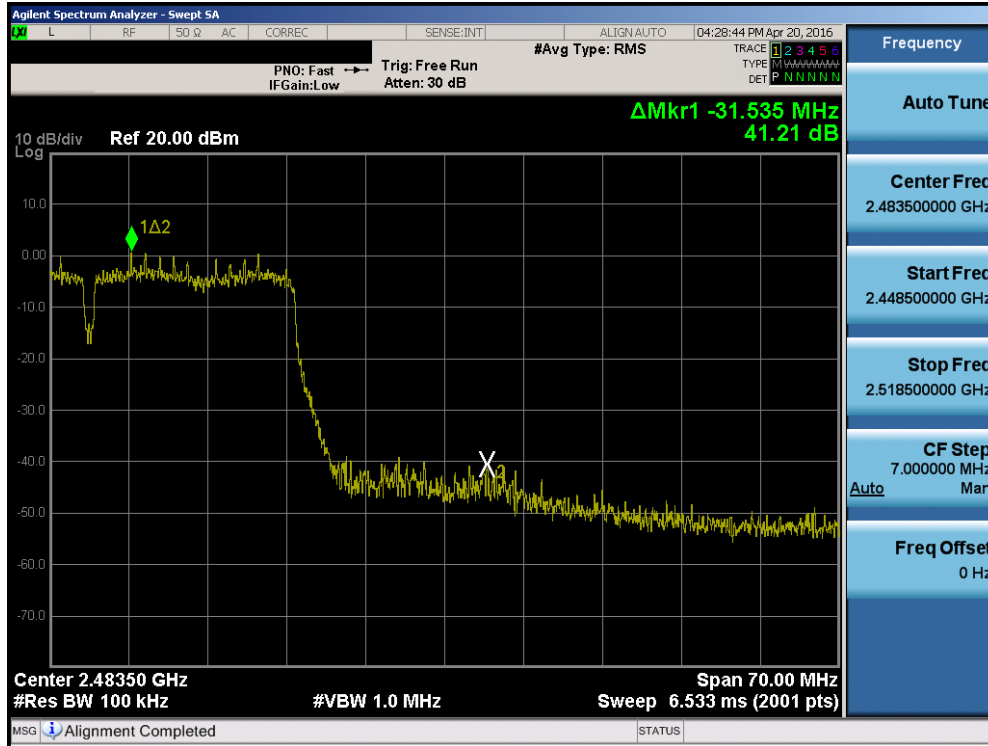 Agilent Spectrum Analyzer - Swept SA
LXI L RF 50 Ω AC CORREC SENSE:INT ALIGN AUTO 04:28:44 PM Apr 20, 2016
Frequency
#Avg Type: RMS TRACE 1 2 3 4 5 6
PNO: Fast Trig: Free Run TYPE M WWWWW
IFGain:Low Atten: 30 dB DET P N N N N N
Auto Tune
ΔMkr1 -31.535 MHz
41.21 dB
10 dB/div Ref 20.00 dBm
Log
Center Freq
2.483500000 GHz
10.0
1Δ2
0.00
Start Freq
2.448500000 GHz
-10.0
-20.0
Stop Freq
2.518500000 GHz
-30.0
-40.0
X2
CF Step
7.000000 MHz
Auto Man
-50.0
Freq Offset
0 Hz
-60.0
-70.0
Center 2.48350 GHz Span 70.00 MHz
#Res BW 100 kHz #VBW 1.0 MHz Sweep 6.533 ms (2001 pts)
MSG Alignment Completed STATUS